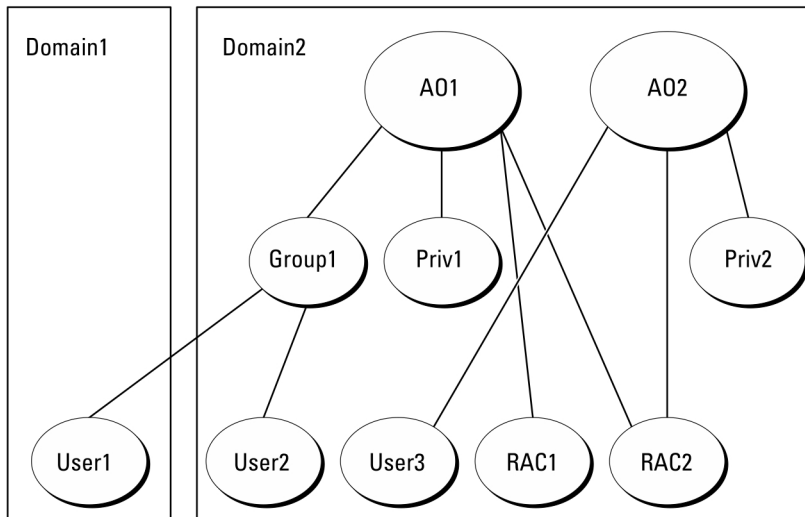 Domain1
Domain2
AO1
AO2
Group1
Priv1
Priv2
User1
User2
User3
RAC1
RAC2